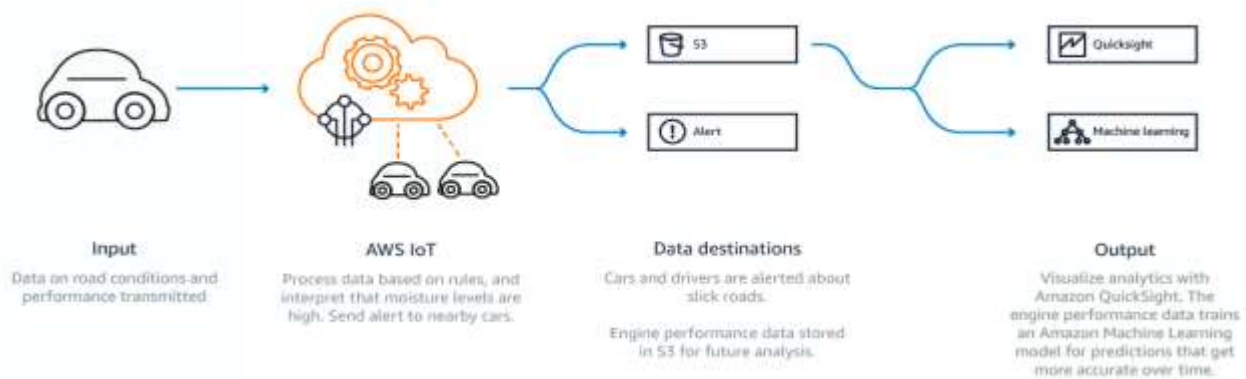 S3
Quicksight
Alert
Machine learning
Input
Data on road conditions and
performance transmitted
AWS IoT
Process data based on rules, and
interpret that moisture levels are
high. Send alert to nearby cars.
Data destinations
Cars and drivers are alerted about
slick roads.
Engine performance data stored
in S3 for future analysis.
Output
Visualize analytics with
Amazon QuickSight. The
engine performance data trains
an Amazon Machine Learning
model for predictions that get
more accurate over time.